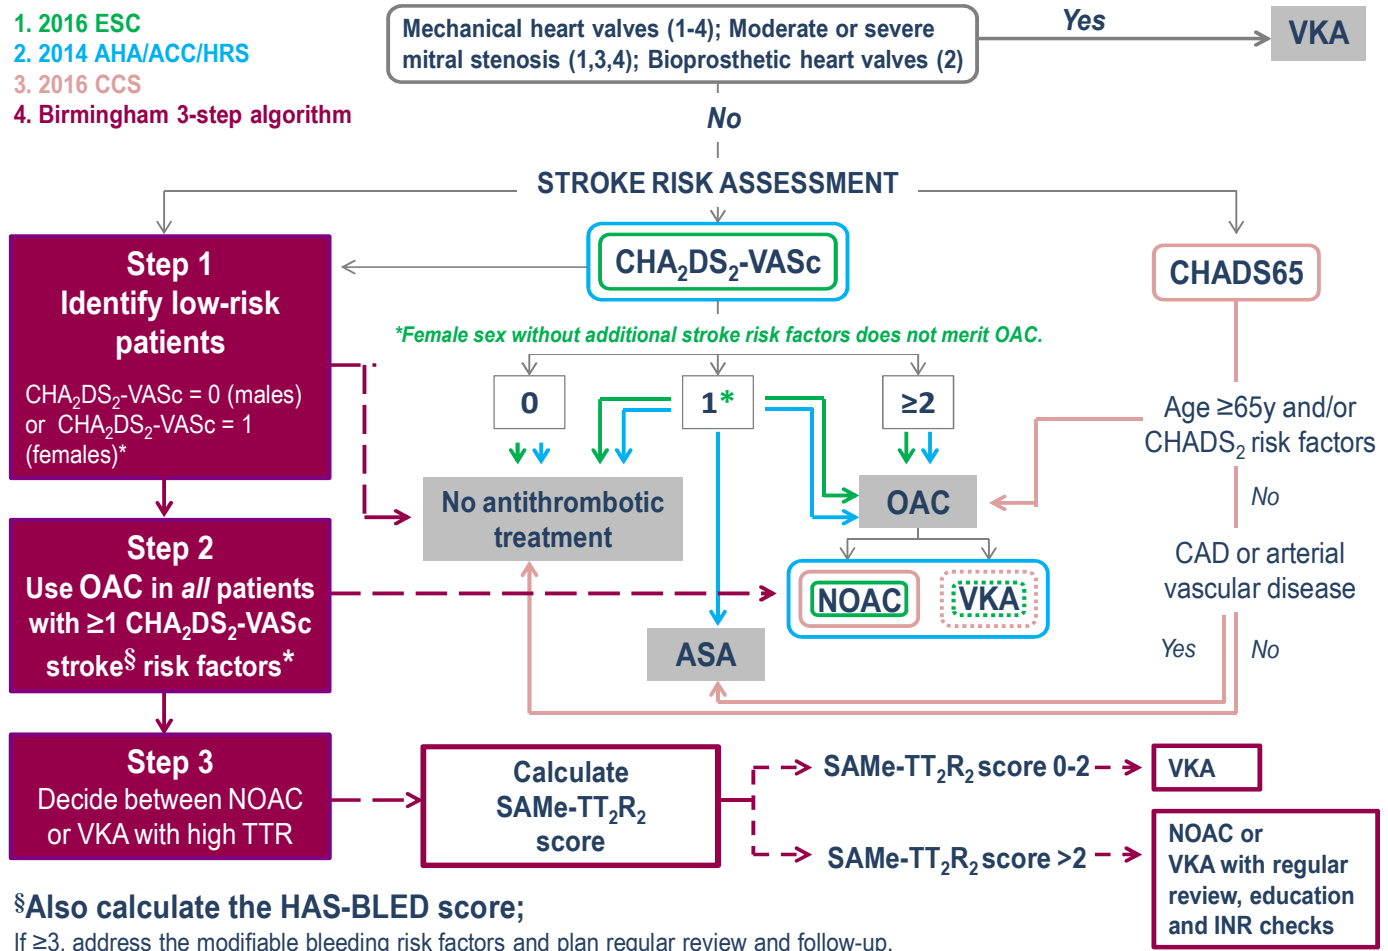 1. 2016 ESC
2. 2014 AHA/ACC/HRS
3. 2016 CCS
4. Birmingham 3-step algorithm
Mechanical heart valves (1-4); Moderate or severe
mitral stenosis (1,3,4); Bioprosthetic heart valves (2)
Yes
VKA
No
STROKE RISK ASSESSMENT
Step 1
Identify low-risk
patients
CHA₂DS₂-VASc = 0 (males)
or CHA₂DS₂-VASc = 1
(females)*
CHA₂DS₂-VASc
CHADS65
*Female sex without additional stroke risk factors does not merit OAC.
0
1*
≥2
Age ≥65y and/or
CHADS₂ risk factors
No antithrombotic
treatment
OAC
No
Step 2
Use OAC in all patients
with ≥1 CHA₂DS₂-VASc
stroke§ risk factors*
NOAC
VKA
CAD or arterial
vascular disease
ASA
Yes
No
Step 3
Decide between NOAC
or VKA with high TTR
Calculate
SAMe-TT₂R₂
score
SAMe-TT₂R₂ score 0-2
VKA
SAMe-TT₂R₂ score >2
NOAC or
VKA with regular
review, education
and INR checks
§Also calculate the HAS-BLED score;
If ≥3, address the modifiable bleeding risk factors and plan regular review and follow-up.